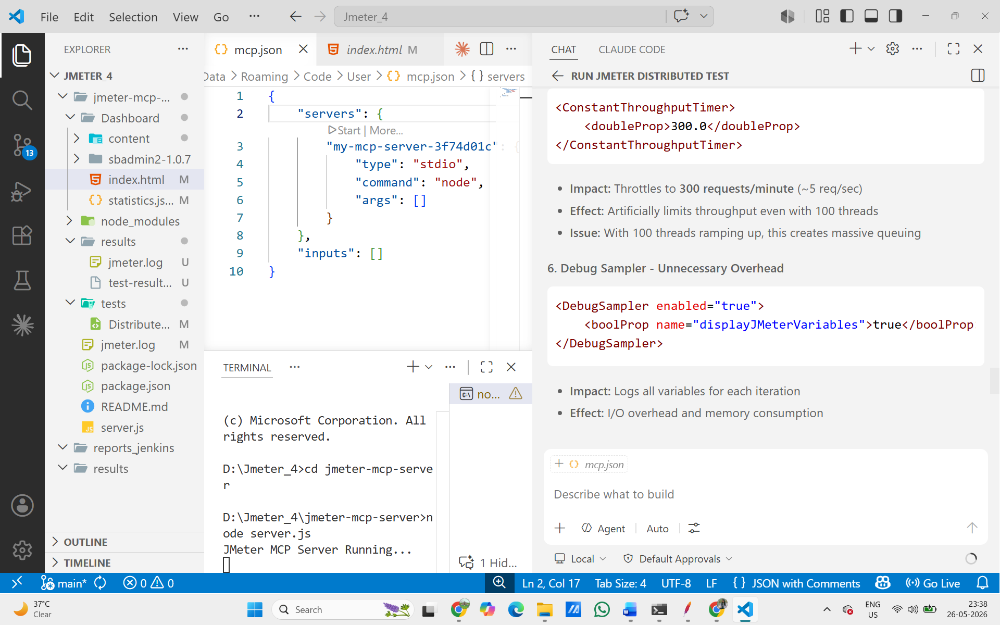 File Edit Selection View Go ...
Jmeter_4
EXPLORER
JMETER_4
jmeter-mcp-...
Dashboard
content
sbadmin2-1.0.7
index.html M
statistics.js... M
node_modules
results
jmeter.log U
test-result... U
tests
Distribute... M
jmeter.log M
package-lock.json
package.json
README.md
server.js
reports_jenkins
results
OUTLINE
TIMELINE
13
mcp.json
index.html M
Data > Roaming > Code > User > {} mcp.json > {} servers
1 {
2 "servers": {
Start | More...
3 "my-mcp-server-3f74d01c": {
4 "type": "stdio",
5 "command": "node",
6 "args": []
7 }
8 },
9 "inputs": []
10 }
TERMINAL ...
no...
(c) Microsoft Corporation. All
rights reserved.
D:\Jmeter_4>cd jmeter-mcp-serve
r
D:\Jmeter_4\jmeter-mcp-server>n
ode server.js
JMeter MCP Server Running...
1 Hid...
CHAT CLAUDE CODE
RUN JMETER DISTRIBUTED TEST
<ConstantThroughputTimer>
<doubleProp>300.0</doubleProp>
</ConstantThroughputTimer>
• Impact: Throttles to 300 requests/minute (~5 req/sec)
• Effect: Artificially limits throughput even with 100 threads
• Issue: With 100 threads ramping up, this creates massive queuing
6. Debug Sampler - Unnecessary Overhead
<DebugSampler enabled="true">
<boolProp name="displayJMeterVariables">true</boolProp
</DebugSampler>
• Impact: Logs all variables for each iteration
• Effect: I/O overhead and memory consumption
+ {} mcp.json
Describe what to build
Agent Auto
Local Default Approvals
main* 0 0
Ln 2, Col 17 Tab Size: 4 UTF-8 LF {} JSON with Comments Go Live
37°C
Clear
Search
ENG
US
23:38
26-05-2026